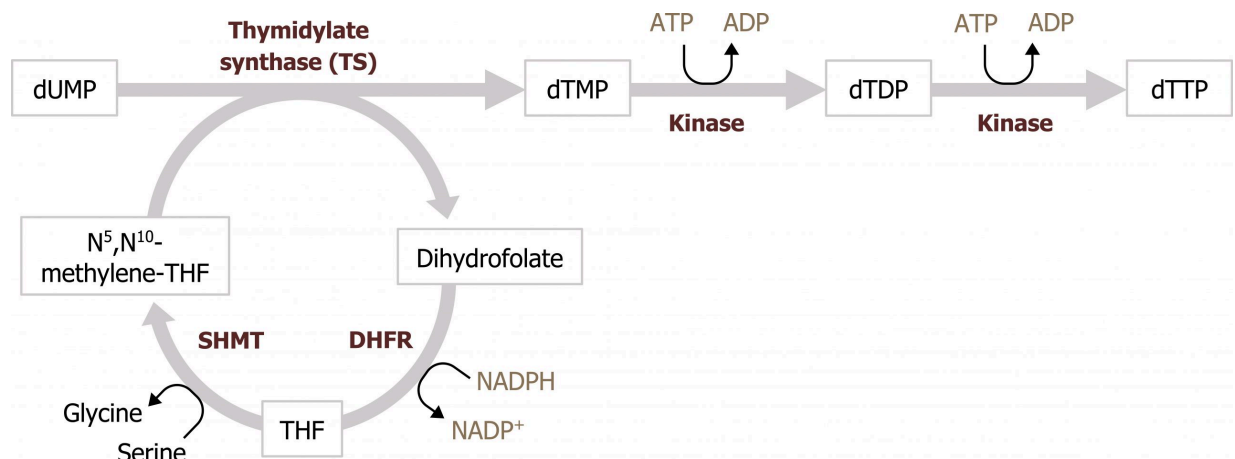 Thymidylate
synthase (TS)
ATP ADP
ATP ADP
dUMP
dTMP
dTDP
dTTP
Kinase
Kinase
N⁵,N¹⁰-
methylene-THF
Dihydrofolate
SHMT
DHFR
NADPH
NADP⁺
Glycine
THF
Serine